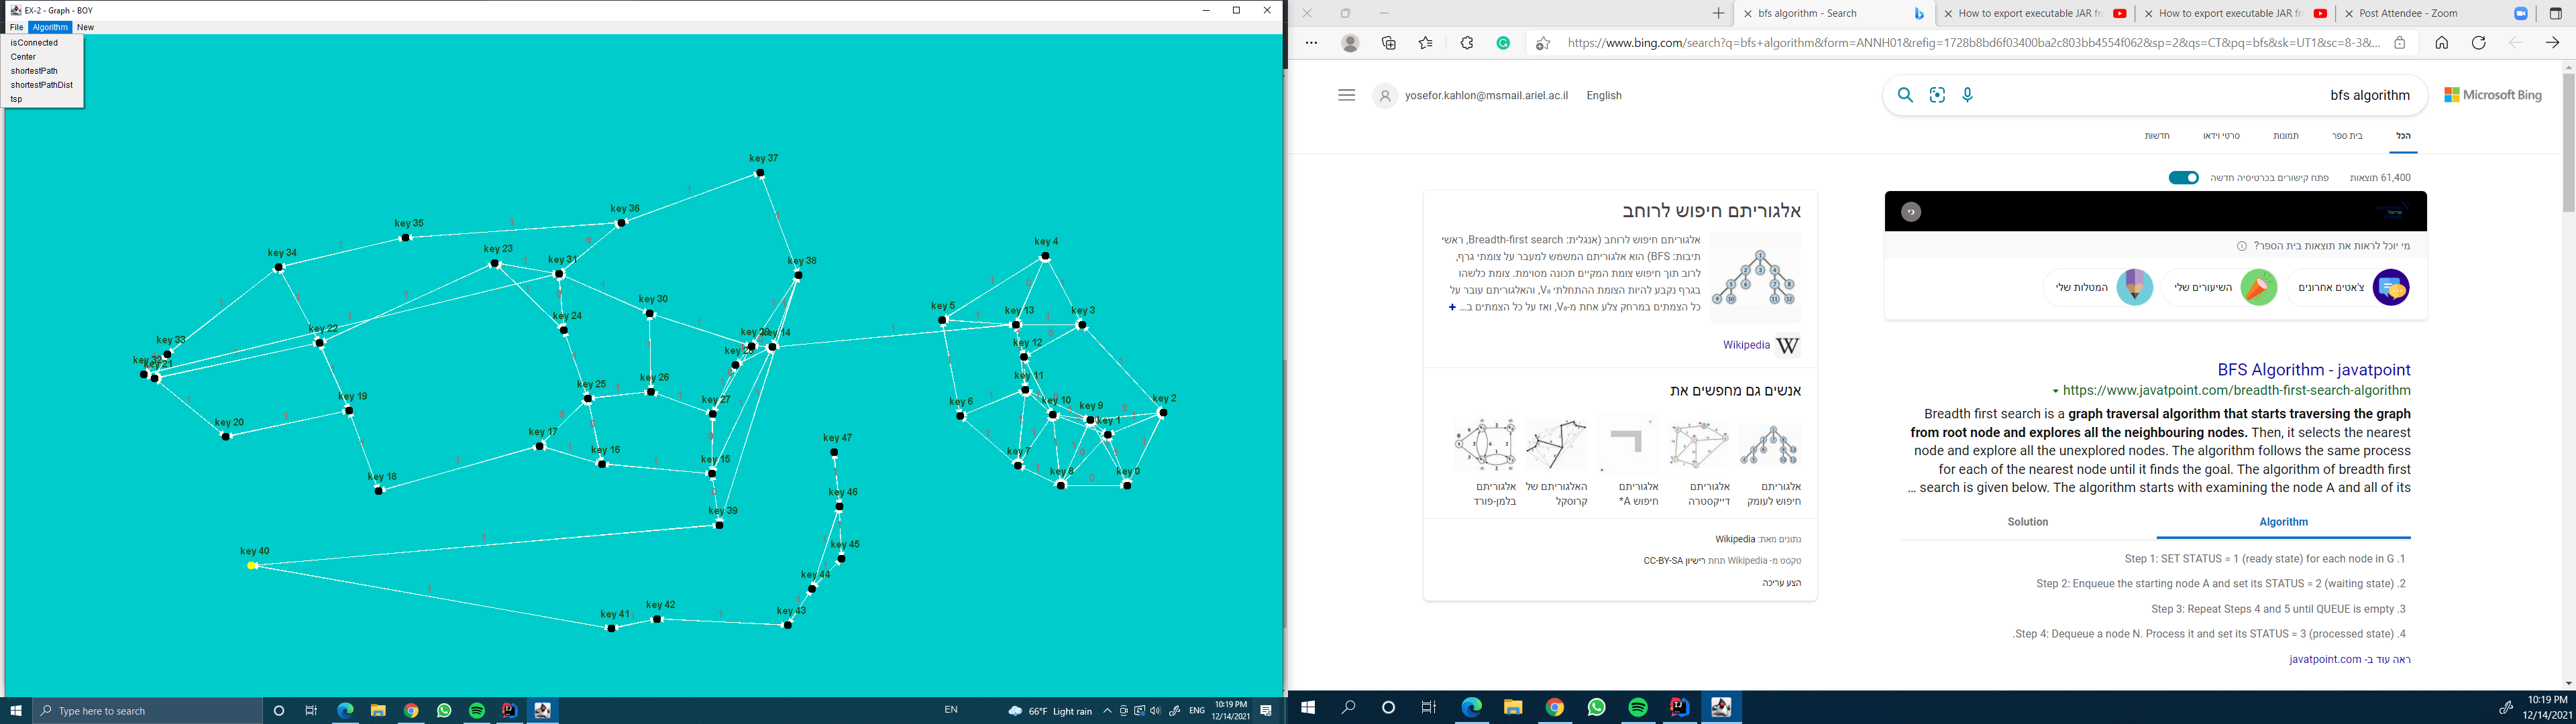 EX-2 - Graph - BOY
File Algorithm New
isConnected
Center
shortestPath
shortestPathDist
tsp
key 37
key 36
key 35
key 23
key 34
key 31
key 38
key 30
key 24
key 22
key 14
key 33
key 25
key 26
key 19
key 27
key 20
key 17
key 16
key 15
key 18
key 39
key 40
key 41
key 42
key 43
key 44
key 45
key 46
key 47
key 4
key 5
key 13
key 3
key 12
key 11
key 6
key 10
key 9
key 2
key 1
key 7
key 8
key 0
Type here to search
EN
66°F Light rain
ENG
10:19 PM
12/14/2021
bfs algorithm - Search
How to export executable JAR fr
How to export executable JAR fr
Post Attendee - Zoom
https://www.bing.com/search?q=bfs+algorithm&form=ANNH01&refig=1728b8bd6f03400ba2c803bb4554f062&sp=2&qs=CT&pq=bfs&sk=UT1&sc=8-3&...
yosefor.kahlon@msmail.ariel.ac.il English
bfs algorithm
Microsoft Bing
הכל בית ספר תמונות סרטי וידאו חדשות
61,400 תוצאות פתח קישורים בכרטיסיה חדשה
כי
מי יוכל לראות את תוצאות בית הספר?
צ'אטים אחרונים השיעורים שלי המטלות שלי
BFS Algorithm - javatpoint
https://www.javatpoint.com/breadth-first-search-algorithm
Breadth first search is a graph traversal algorithm that starts traversing the graph
from root node and explores all the neighbouring nodes. Then, it selects the nearest
node and explore all the unexplored nodes. The algorithm follows the same process
for each of the nearest node until it finds the goal. The algorithm of breadth first
... search is given below. The algorithm starts with examining the node A and all of its
Solution Algorithm
Step 1: SET STATUS = 1 (ready state) for each node in G .1
Step 2: Enqueue the starting node A and set its STATUS = 2 (waiting state) .2
Step 3: Repeat Steps 4 and 5 until QUEUE is empty .3
.Step 4: Dequeue a node N. Process it and set its STATUS = 3 (processed state) .4
ראה עוד ב- javatpoint.com
אלגוריתם חיפוש לרוחב
אלגוריתם חיפוש לרוחב (אנגלית: Breadth-first search, ראשי
תיבות: BFS) הוא אלגוריתם המשמש למעבר על צומתי גרף,
לרוב תוך חיפוש צומת המקיים תכונה מסוימת. צומת כלשהו
בגרף נקבע להיות הצומת ההתחלתי V₀, והאלגוריתם עובר על
כל הצמתים במרחק צלע אחת מ-V₀, ואז על כל הצמתים ב... +
Wikipedia W
אנשים גם מחפשים את
אלגוריתם חיפוש לעומק
אלגוריתם דייקסטרה
אלגוריתם חיפוש A*
האלגוריתם של קרוסקל
אלגוריתם בלמן-פורד
נתונים מאת: Wikipedia
טקסט מ- Wikipedia תחת רישיון CC-BY-SA
הצע עריכה
10:19 PM
12/14/2021